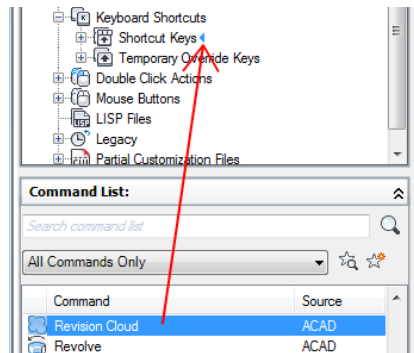 Keyboard Shortcuts
Shortcut Keys
Temporary Override Keys
Double Click Actions
Mouse Buttons
LISP Files
Legacy
Partial Customization Files
Command List:
Search command list
All Commands Only
Command Source
Revision Cloud ACAD
Revolve ACAD